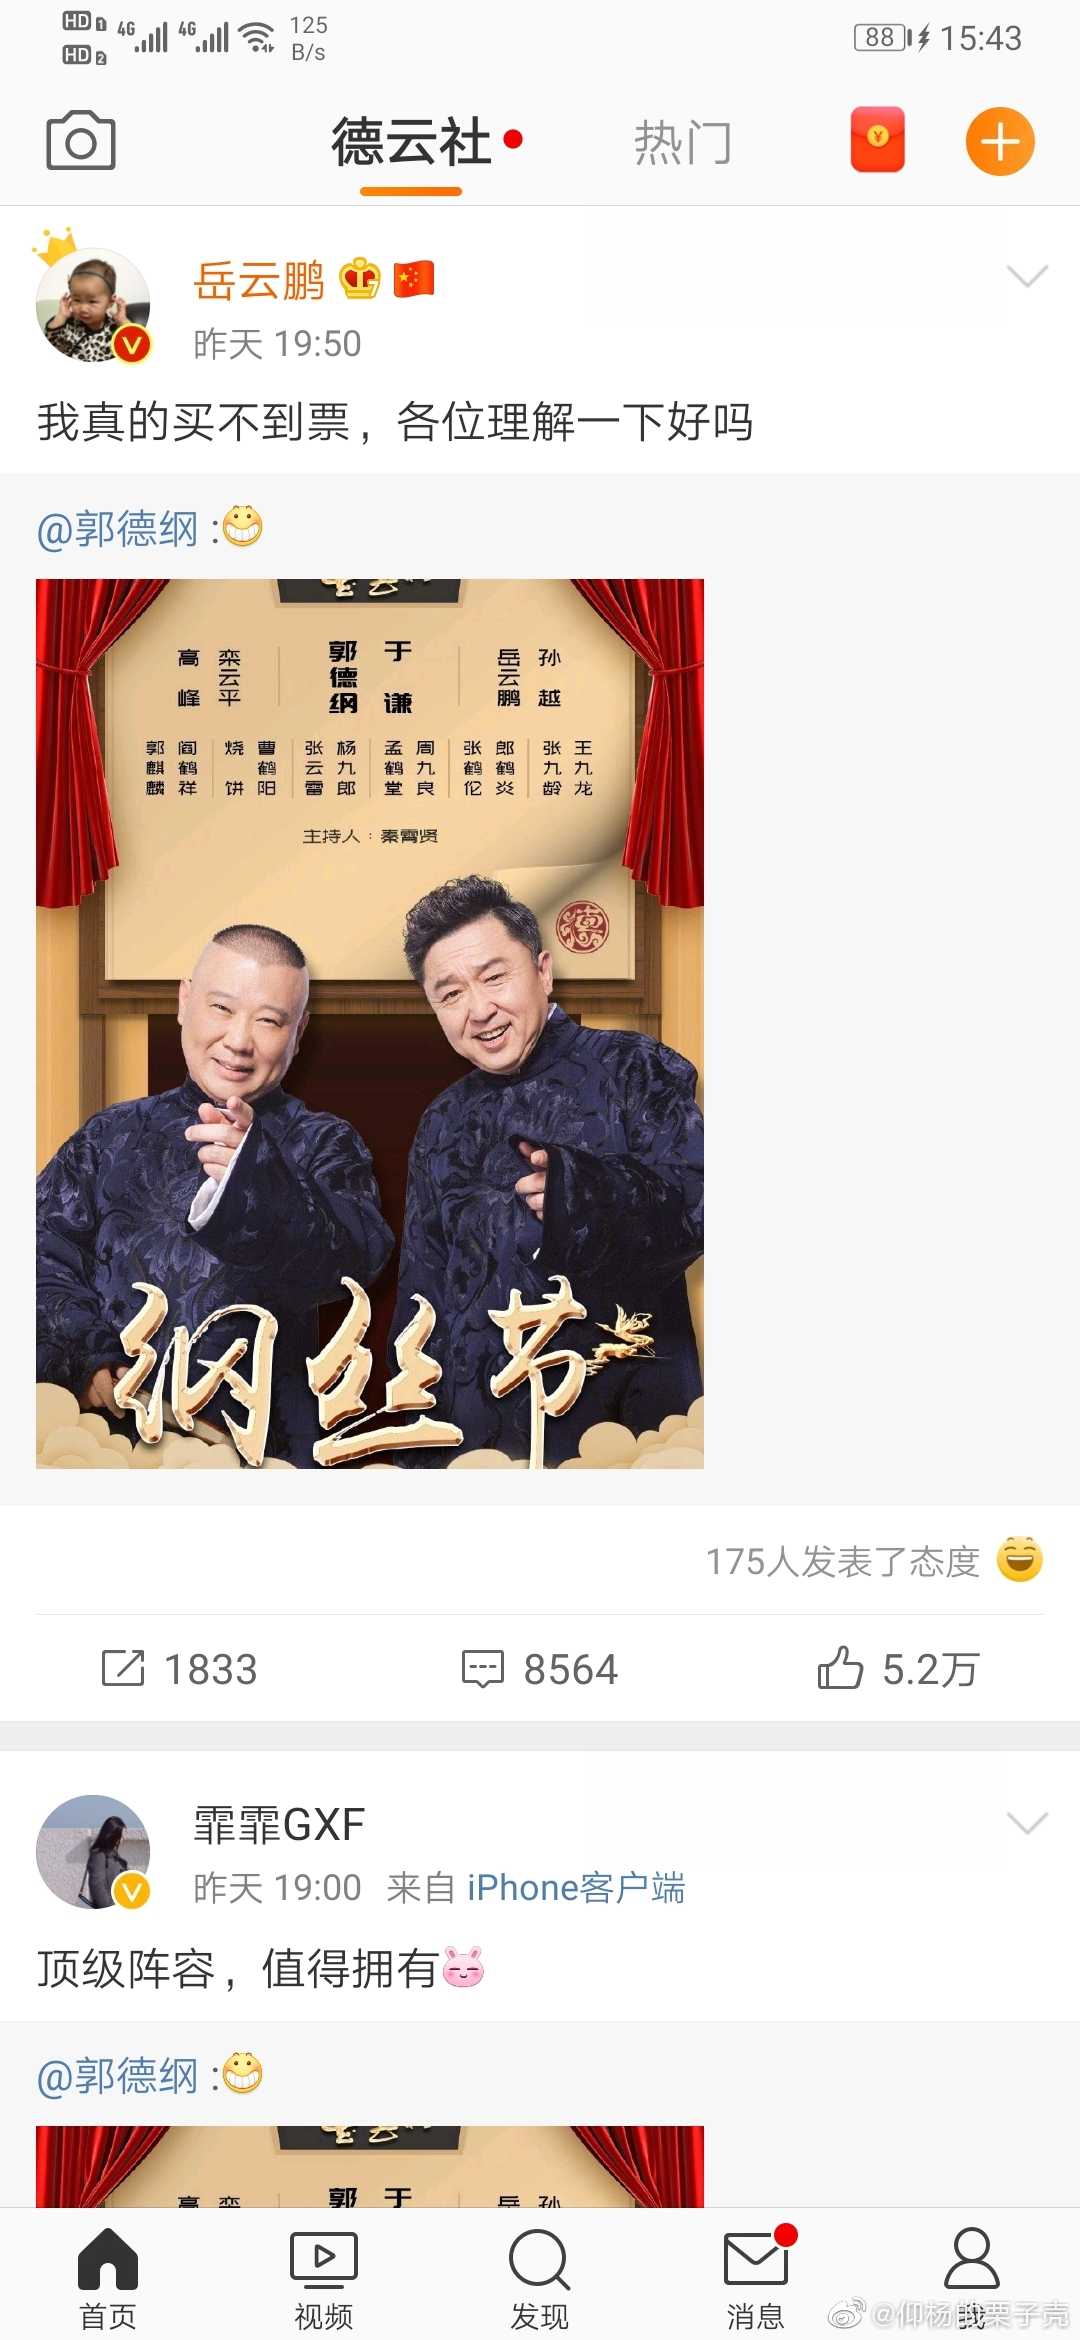 HD 1 4G 4G 125 B/s 88 15:43
HD 2
德云社 热门
岳云鹏
昨天 19:50
我真的买不到票，各位理解一下好吗
@郭德纲 :
高峰 栾云平 郭德纲 于谦 岳云鹏 孙越
郭麒麟 阎鹤祥 烧饼 曹鹤阳 张云雷 杨九郎 孟鹤堂 周九良 张鹤伦 郎鹤炎 张九龄 王九龙
主持人：秦霄贤
德
纲丝节
175人发表了态度
1833 8564 5.2万
霏霏GXF
昨天 19:00 来自 iPhone客户端
顶级阵容，值得拥有
@郭德纲 :
高 栾 郭 于 岳 孙
首页 视频 发现 消息 我
@仰杨的栗子壳